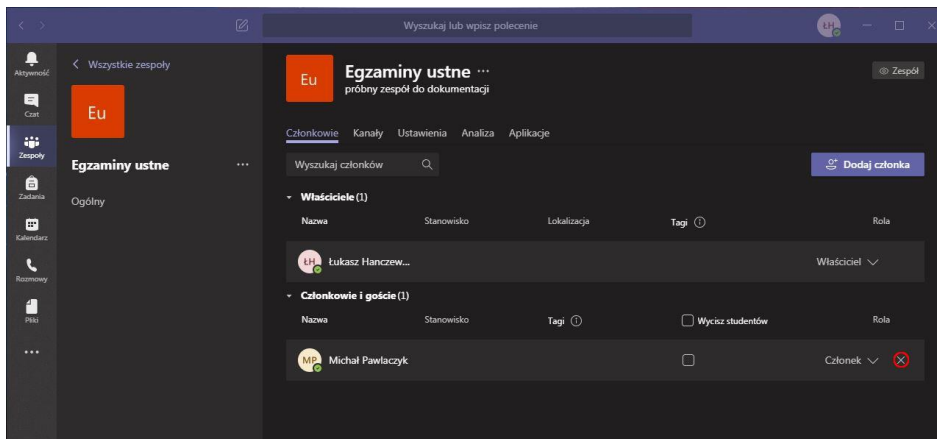 Wyszukaj lub wpisz polecenie
ŁH
Aktywność
Czat
Zespoły
Zadania
Kalendarz
Rozmowy
Pliki
Wszystkie zespoły
Eu
Egzaminy ustne
Ogólny
Eu
Egzaminy ustne
próbny zespół do dokumentacji
Zespół
Członkowie Kanały Ustawienia Analiza Aplikacje
Wyszukaj członków
Dodaj członka
Właściciele (1)
Nazwa Stanowisko Lokalizacja Tagi Rola
ŁH Łukasz Hanczew... Właściciel
Członkowie i goście (1)
Nazwa Stanowisko Tagi Wycisz studentów Rola
MP Michał Pawlaczyk Członek